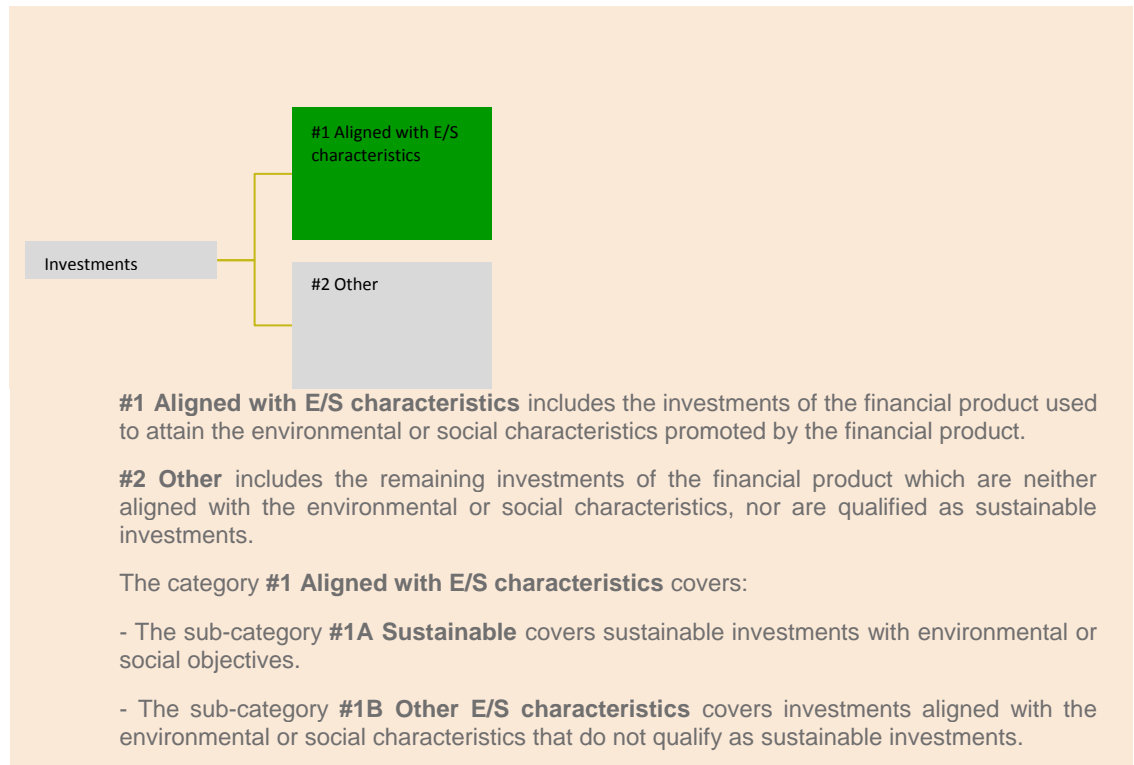 #1 Aligned with E/S
characteristics
Investments
#2 Other
#1 Aligned with E/S characteristics includes the investments of the financial product used
to attain the environmental or social characteristics promoted by the financial product.
#2 Other includes the remaining investments of the financial product which are neither
aligned with the environmental or social characteristics, nor are qualified as sustainable
investments.
The category #1 Aligned with E/S characteristics covers:
- The sub-category #1A Sustainable covers sustainable investments with environmental or
social objectives.
- The sub-category #1B Other E/S characteristics covers investments aligned with the
environmental or social characteristics that do not qualify as sustainable investments.